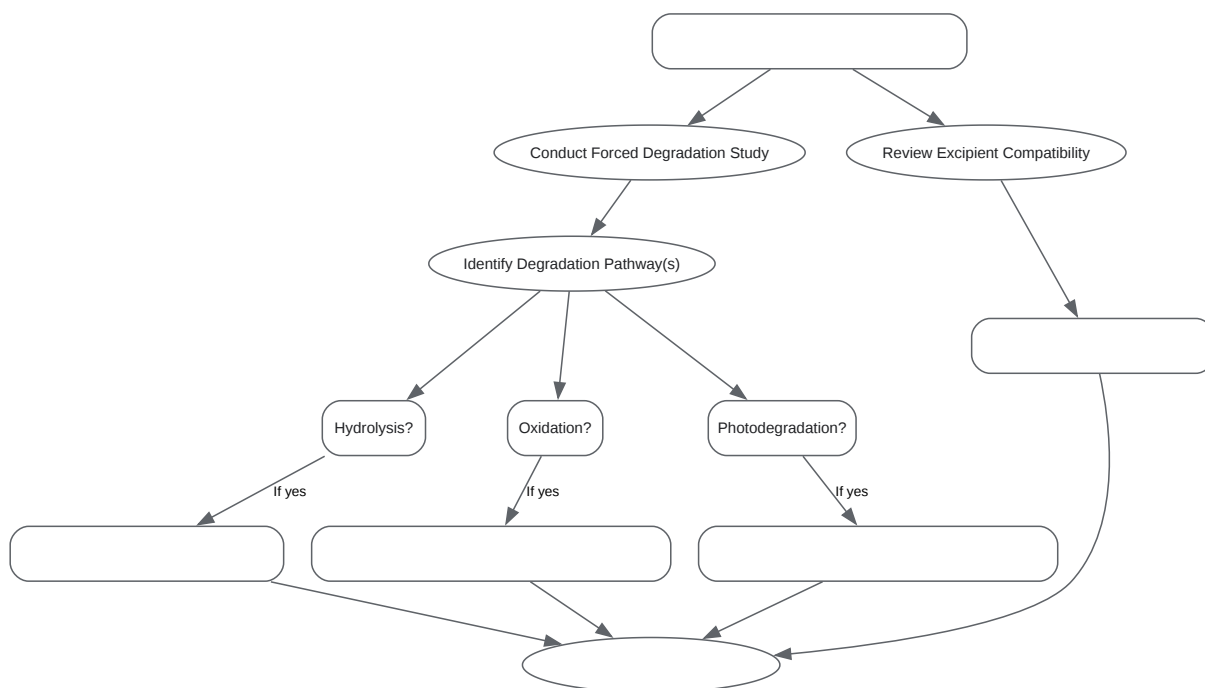 Conduct Forced Degradation Study
Review Excipient Compatibility
Identify Degradation Pathway(s)
Hydrolysis?
Oxidation?
Photodegradation?
If yes
If yes
If yes